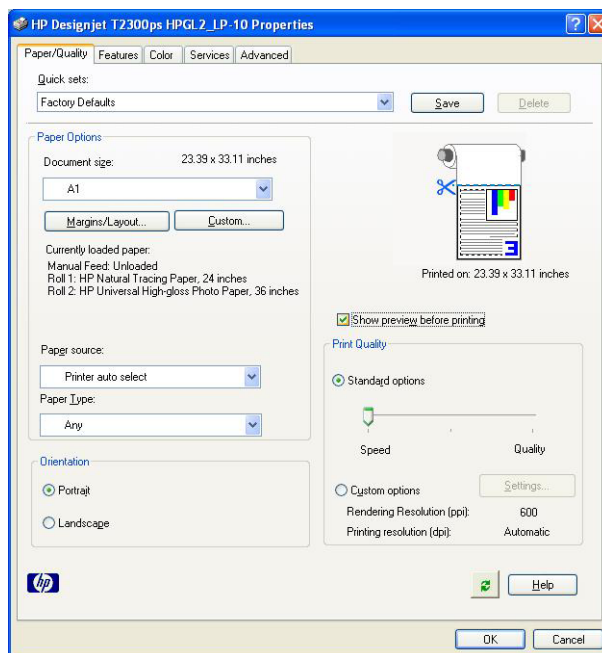 HP Designjet T2300ps HPGL2_LP-10 Properties
Paper/Quality Features Color Services Advanced
Quick sets:
Factory Defaults
Save
Delete
Paper Options
Document size: 23.39 x 33.11 inches
A1
Margins/Layout... Custom...
Currently loaded paper:
Manual Feed: Unloaded
Roll 1: HP Natural Tracing Paper, 24 inches
Roll 2: HP Universal High-gloss Photo Paper, 36 inches
Paper source:
Printer auto select
Paper Type:
Any
Orientation
Portrait
Landscape
Printed on: 23.39 x 33.11 inches
Show preview before printing
Print Quality
Standard options
Speed Quality
Custom options Settings...
Rendering Resolution (ppi): 600
Printing resolution (dpi): Automatic
hp
Help
OK Cancel